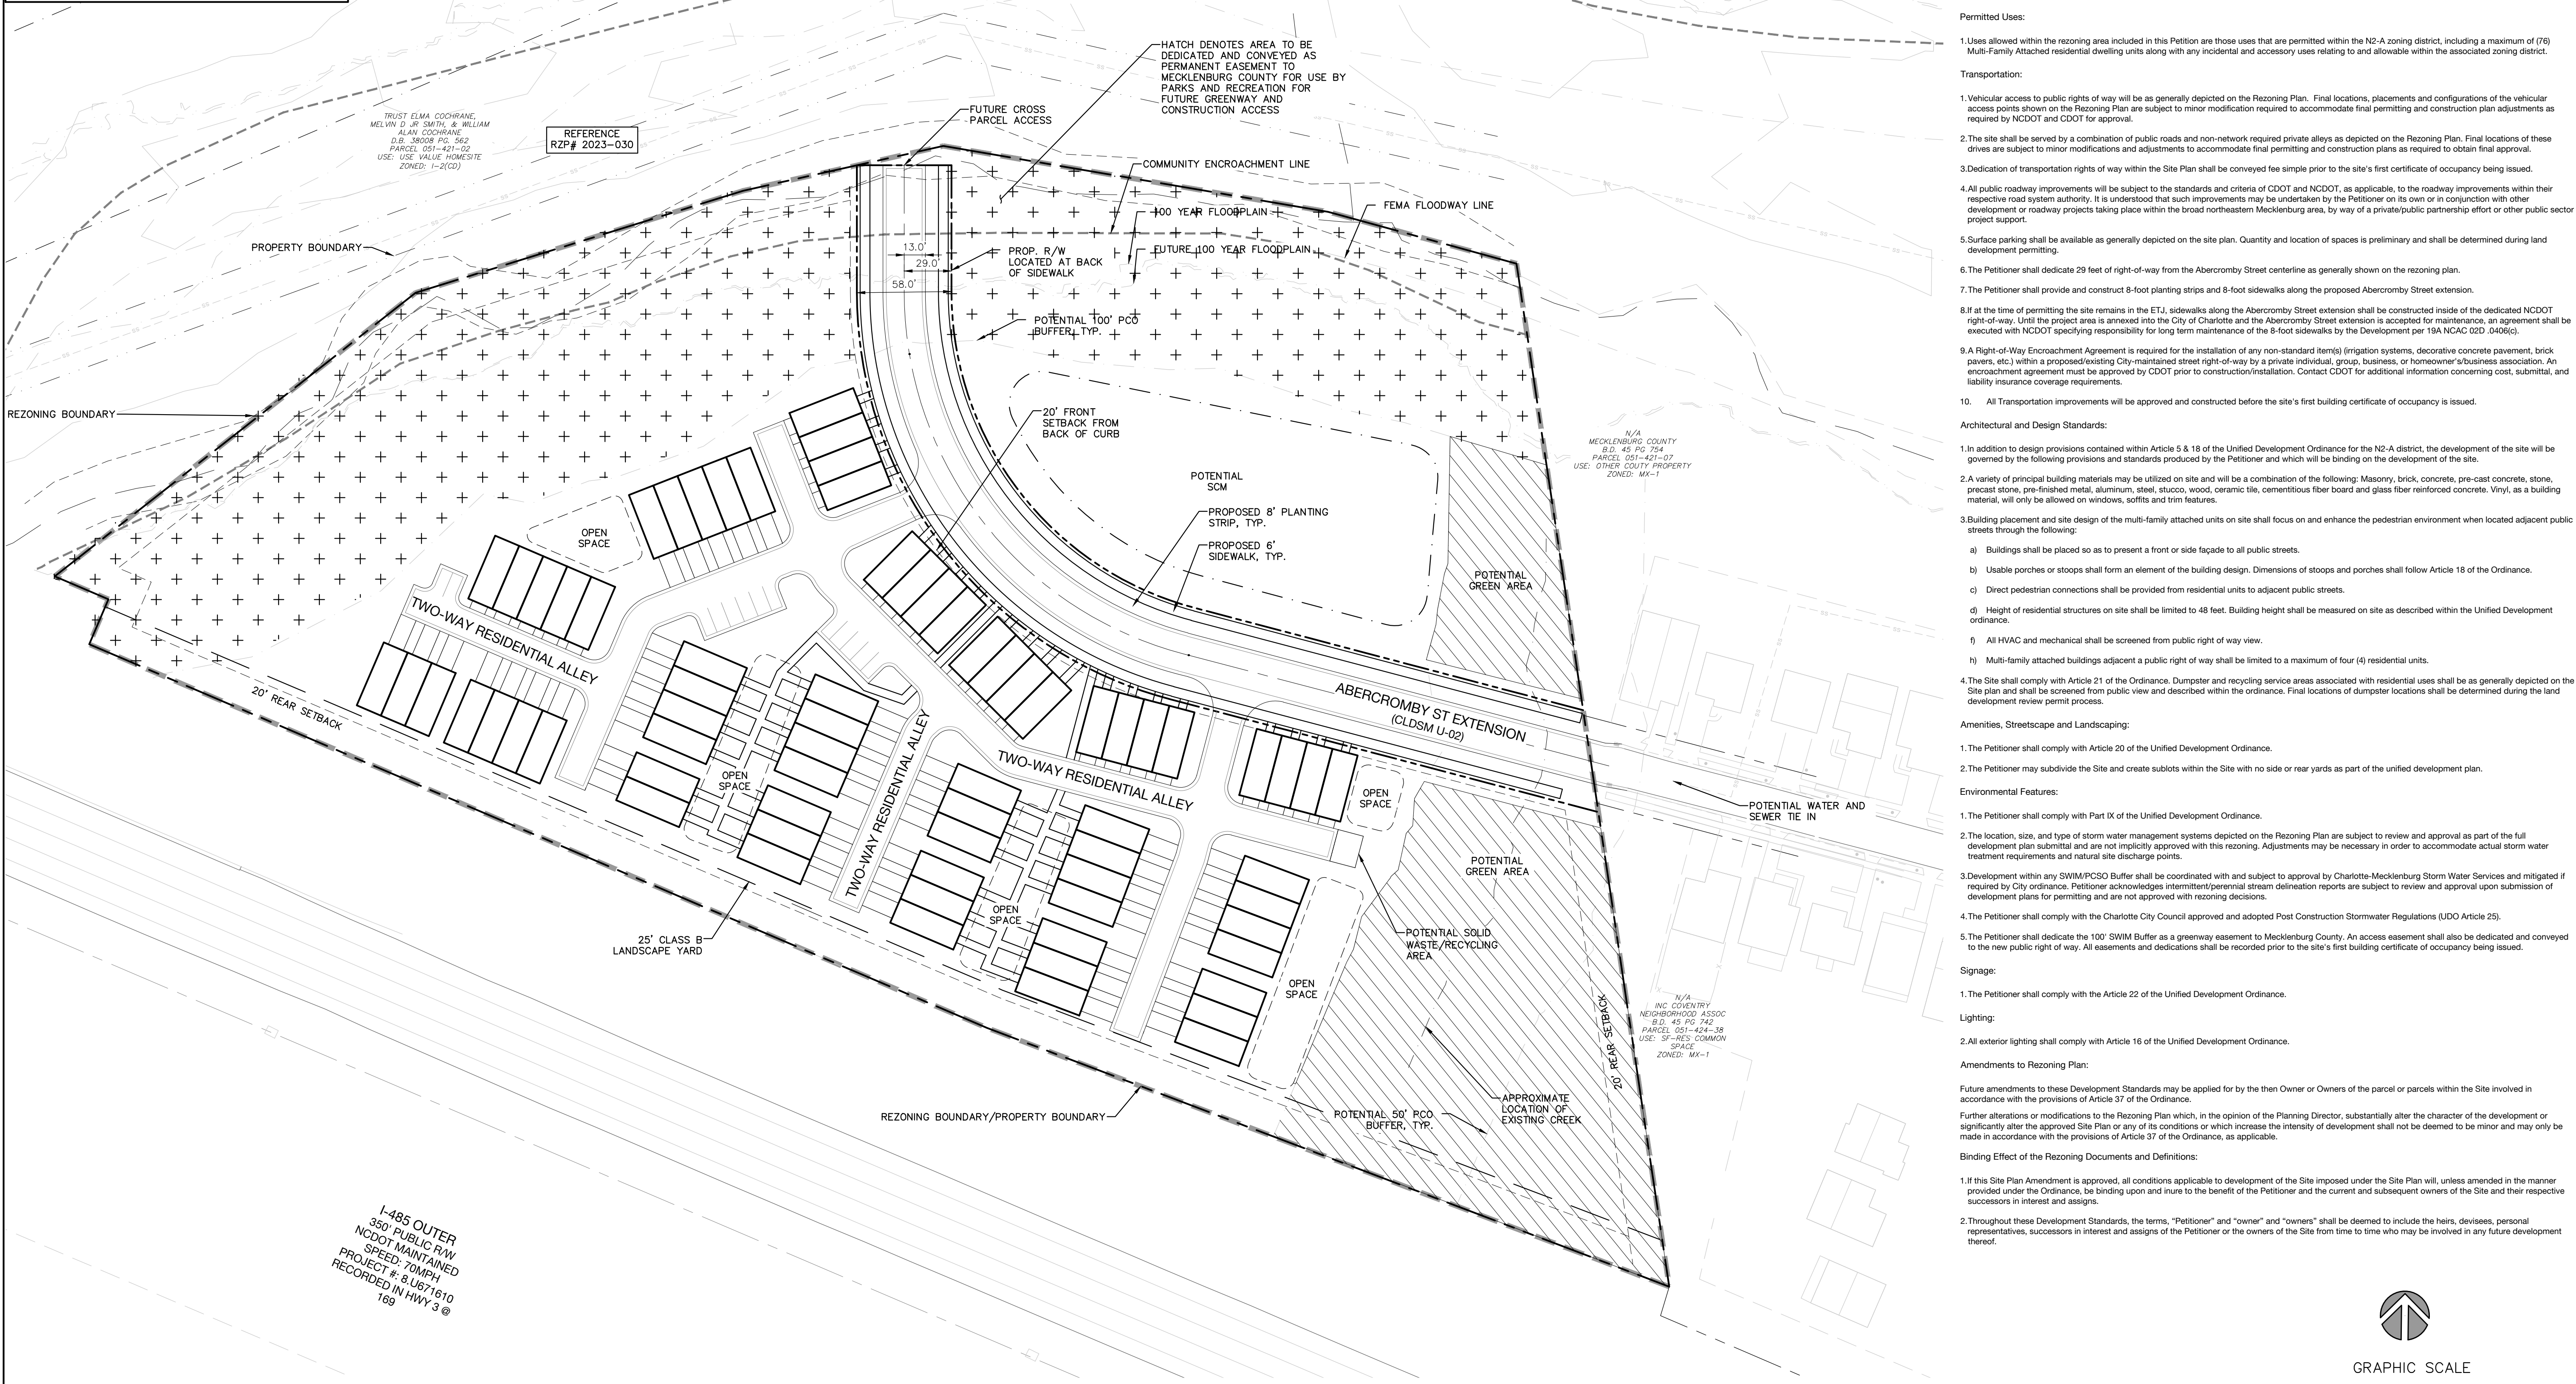 HATCH DENOTES AREA TO BE
DEDICATED AND CONVEYED AS
PERMANENT EASEMENT TO
MECKLENBURG COUNTY FOR USE BY
PARKS AND RECREATION FOR
FUTURE GREENWAY AND
CONSTRUCTION ACCESS
FUTURE CROSS
PARCEL ACCESS
TRUST ELMA COCHRANE,
MELVIN D JR SMITH, & WILLIAM
ALAN COCHRANE
D.B. 38008 PG. 562
PARCEL 051-421-02
USE: USE VALUE HOMESITE
ZONED: I-2(CD)
REFERENCE
RZP# 2023-030
COMMUNITY ENCROACHMENT LINE
100 YEAR FLOODPLAIN
FEMA FLOODWAY LINE
PROPERTY BOUNDARY
FUTURE 100 YEAR FLOODPLAIN
13.0'
29.0'
58.0'
PROP. R/W
LOCATED AT BACK
OF SIDEWALK
POTENTIAL 100' PCO
BUFFER, TYP.
REZONING BOUNDARY
20' FRONT
SETBACK FROM
BACK OF CURB
N/A
MECKLENBURG COUNTY
B.D. 45 PG 754
PARCEL 051-421-07
USE: OTHER COUTY PROPERTY
ZONED: MX-1
POTENTIAL
SCM
PROPOSED 8' PLANTING
STRIP, TYP.
PROPOSED 6'
SIDEWALK, TYP.
OPEN
SPACE
POTENTIAL
GREEN AREA
TWO-WAY RESIDENTIAL ALLEY
20' REAR SETBACK
ABERCROMBY ST EXTENSION
(CLDSM U-02)
TWO-WAY RESIDENTIAL ALLEY
TWO-WAY RESIDENTIAL ALLEY
OPEN
SPACE
OPEN
SPACE
POTENTIAL WATER AND
SEWER TIE IN
POTENTIAL
GREEN AREA
OPEN
SPACE
25' CLASS B
LANDSCAPE YARD
POTENTIAL SOLID
WASTE/RECYCLING
AREA
OPEN
SPACE
N/A
INC COVENTRY
NEIGHBORHOOD ASSOC
B.D. 45 PG 742
PARCEL 051-424-38
USE: SF-RES COMMON
SPACE
ZONED: MX-1
20' REAR SETBACK
APPROXIMATE
LOCATION OF
EXISTING CREEK
REZONING BOUNDARY/PROPERTY BOUNDARY
POTENTIAL 50' PCO
BUFFER, TYP.
I-485 OUTER
350' PUBLIC R/W
NCDOT MAINTAINED
SPEED: 70MPH
PROJECT #: 8.U671610
RECORDED IN HWY 3 @
169
Permitted Uses:
1.Uses allowed within the rezoning area included in this Petition are those uses that are permitted within the N2-A zoning district, including a maximum of (76)
Multi-Family Attached residential dwelling units along with any incidental and accessory uses relating to and allowable within the associated zoning district.
Transportation:
1.Vehicular access to public rights of way will be as generally depicted on the Rezoning Plan. Final locations, placements and configurations of the vehicular
access points shown on the Rezoning Plan are subject to minor modification required to accommodate final permitting and construction plan adjustments as
required by NCDOT and CDOT for approval.
2.The site shall be served by a combination of public roads and non-network required private alleys as depicted on the Rezoning Plan. Final locations of these
drives are subject to minor modifications and adjustments to accommodate final permitting and construction plans as required to obtain final approval.
3.Dedication of transportation rights of way within the Site Plan shall be conveyed fee simple prior to the site's first certificate of occupancy being issued.
4.All public roadway improvements will be subject to the standards and criteria of CDOT and NCDOT, as applicable, to the roadway improvements within their
respective road system authority. It is understood that such improvements may be undertaken by the Petitioner on its own or in conjunction with other
development or roadway projects taking place within the broad northeastern Mecklenburg area, by way of a private/public partnership effort or other public sector
project support.
5.Surface parking shall be available as generally depicted on the site plan. Quantity and location of spaces is preliminary and shall be determined during land
development permitting.
6.The Petitioner shall dedicate 29 feet of right-of-way from the Abercromby Street centerline as generally shown on the rezoning plan.
7.The Petitioner shall provide and construct 8-foot planting strips and 8-foot sidewalks along the proposed Abercromby Street extension.
8.If at the time of permitting the site remains in the ETJ, sidewalks along the Abercromby Street extension shall be constructed inside of the dedicated NCDOT
right-of-way. Until the project area is annexed into the City of Charlotte and the Abercromby Street extension is accepted for maintenance, an agreement shall be
executed with NCDOT specifying responsibility for long term maintenance of the 8-foot sidewalks by the Development per 19A NCAC 02D .0406(c).
9.A Right-of-Way Encroachment Agreement is required for the installation of any non-standard item(s) (irrigation systems, decorative concrete pavement, brick
pavers, etc.) within a proposed/existing City-maintained street right-of-way by a private individual, group, business, or homeowner's/business association. An
encroachment agreement must be approved by CDOT prior to construction/installation. Contact CDOT for additional information concerning cost, submittal, and
liability insurance coverage requirements.
10. All Transportation improvements will be approved and constructed before the site's first building certificate of occupancy is issued.
Architectural and Design Standards:
1.In addition to design provisions contained within Article 5 & 18 of the Unified Development Ordinance for the N2-A district, the development of the site will be
governed by the following provisions and standards produced by the Petitioner and which will be binding on the development of the site.
2.A variety of principal building materials may be utilized on site and will be a combination of the following: Masonry, brick, concrete, pre-cast concrete, stone,
precast stone, pre-finished metal, aluminum, steel, stucco, wood, ceramic tile, cementitious fiber board and glass fiber reinforced concrete. Vinyl, as a building
material, will only be allowed on windows, soffits and trim features.
3.Building placement and site design of the multi-family attached units on site shall focus on and enhance the pedestrian environment when located adjacent public
streets through the following:
a) Buildings shall be placed so as to present a front or side façade to all public streets.
b) Usable porches or stoops shall form an element of the building design. Dimensions of stoops and porches shall follow Article 18 of the Ordinance.
c) Direct pedestrian connections shall be provided from residential units to adjacent public streets.
d) Height of residential structures on site shall be limited to 48 feet. Building height shall be measured on site as described within the Unified Development
ordinance.
f) All HVAC and mechanical shall be screened from public right of way view.
h) Multi-family attached buildings adjacent a public right of way shall be limited to a maximum of four (4) residential units.
4.The Site shall comply with Article 21 of the Ordinance. Dumpster and recycling service areas associated with residential uses shall be as generally depicted on the
Site plan and shall be screened from public view and described within the ordinance. Final locations of dumpster locations shall be determined during the land
development review permit process.
Amenities, Streetscape and Landscaping:
1.The Petitioner shall comply with Article 20 of the Unified Development Ordinance.
2.The Petitioner may subdivide the Site and create sublots within the Site with no side or rear yards as part of the unified development plan.
Environmental Features:
1.The Petitioner shall comply with Part IX of the Unified Development Ordinance.
2.The location, size, and type of storm water management systems depicted on the Rezoning Plan are subject to review and approval as part of the full
development plan submittal and are not implicitly approved with this rezoning. Adjustments may be necessary in order to accommodate actual storm water
treatment requirements and natural site discharge points.
3.Development within any SWIM/PCSO Buffer shall be coordinated with and subject to approval by Charlotte-Mecklenburg Storm Water Services and mitigated if
required by City ordinance. Petitioner acknowledges intermittent/perennial stream delineation reports are subject to review and approval upon submission of
development plans for permitting and are not approved with rezoning decisions.
4.The Petitioner shall comply with the Charlotte City Council approved and adopted Post Construction Stormwater Regulations (UDO Article 25).
5.The Petitioner shall dedicate the 100' SWIM Buffer as a greenway easement to Mecklenburg County. An access easement shall also be dedicated and conveyed
to the new public right of way. All easements and dedications shall be recorded prior to the site's first building certificate of occupancy being issued.
Signage:
1.The Petitioner shall comply with the Article 22 of the Unified Development Ordinance.
Lighting:
2.All exterior lighting shall comply with Article 16 of the Unified Development Ordinance.
Amendments to Rezoning Plan:
Future amendments to these Development Standards may be applied for by the then Owner or Owners of the parcel or parcels within the Site involved in
accordance with the provisions of Article 37 of the Ordinance.
Further alterations or modifications to the Rezoning Plan which, in the opinion of the Planning Director, substantially alter the character of the development or
significantly alter the approved Site Plan or any of its conditions or which increase the intensity of development shall not be deemed to be minor and may only be
made in accordance with the provisions of Article 37 of the Ordinance, as applicable.
Binding Effect of the Rezoning Documents and Definitions:
1.If this Site Plan Amendment is approved, all conditions applicable to development of the Site imposed under the Site Plan will, unless amended in the manner
provided under the Ordinance, be binding upon and inure to the benefit of the Petitioner and the current and subsequent owners of the Site and their respective
successors in interest and assigns.
2.Throughout these Development Standards, the terms, “Petitioner” and “owner” and “owners” shall be deemed to include the heirs, devisees, personal
representatives, successors in interest and assigns of the Petitioner or the owners of the Site from time to time who may be involved in any future development
thereof.
GRAPHIC SCALE